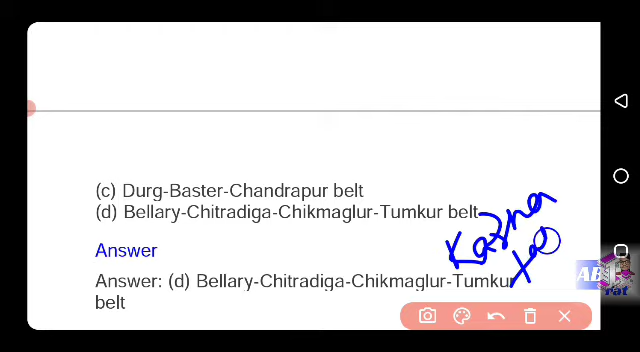 (c) Durg-Baster-Chandrapur belt
(d) Bellary-Chitradiga-Chikmaglur-Tumkur belt
Answer
Answer: (d) Bellary-Chitradiga-Chikmaglur-Tumkur
belt